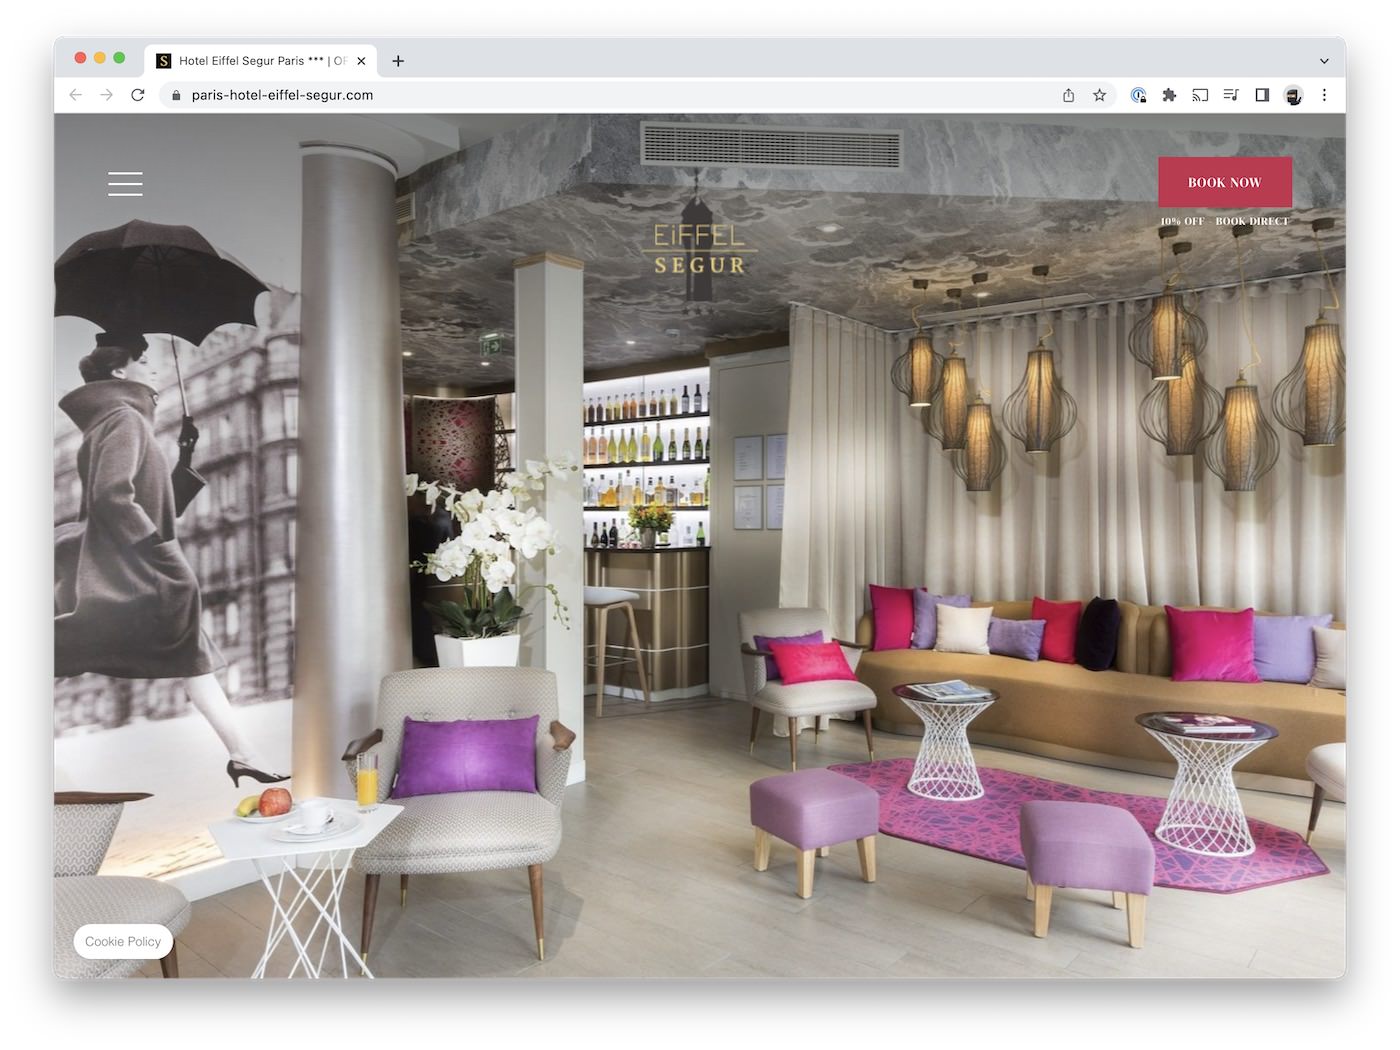 Hotel Eiffel Segur Paris *** | OF
paris-hotel-eiffel-segur.com
BOOK NOW
10% OFF - BOOK DIRECT
EiFFEL
SEGUR
Cookie Policy